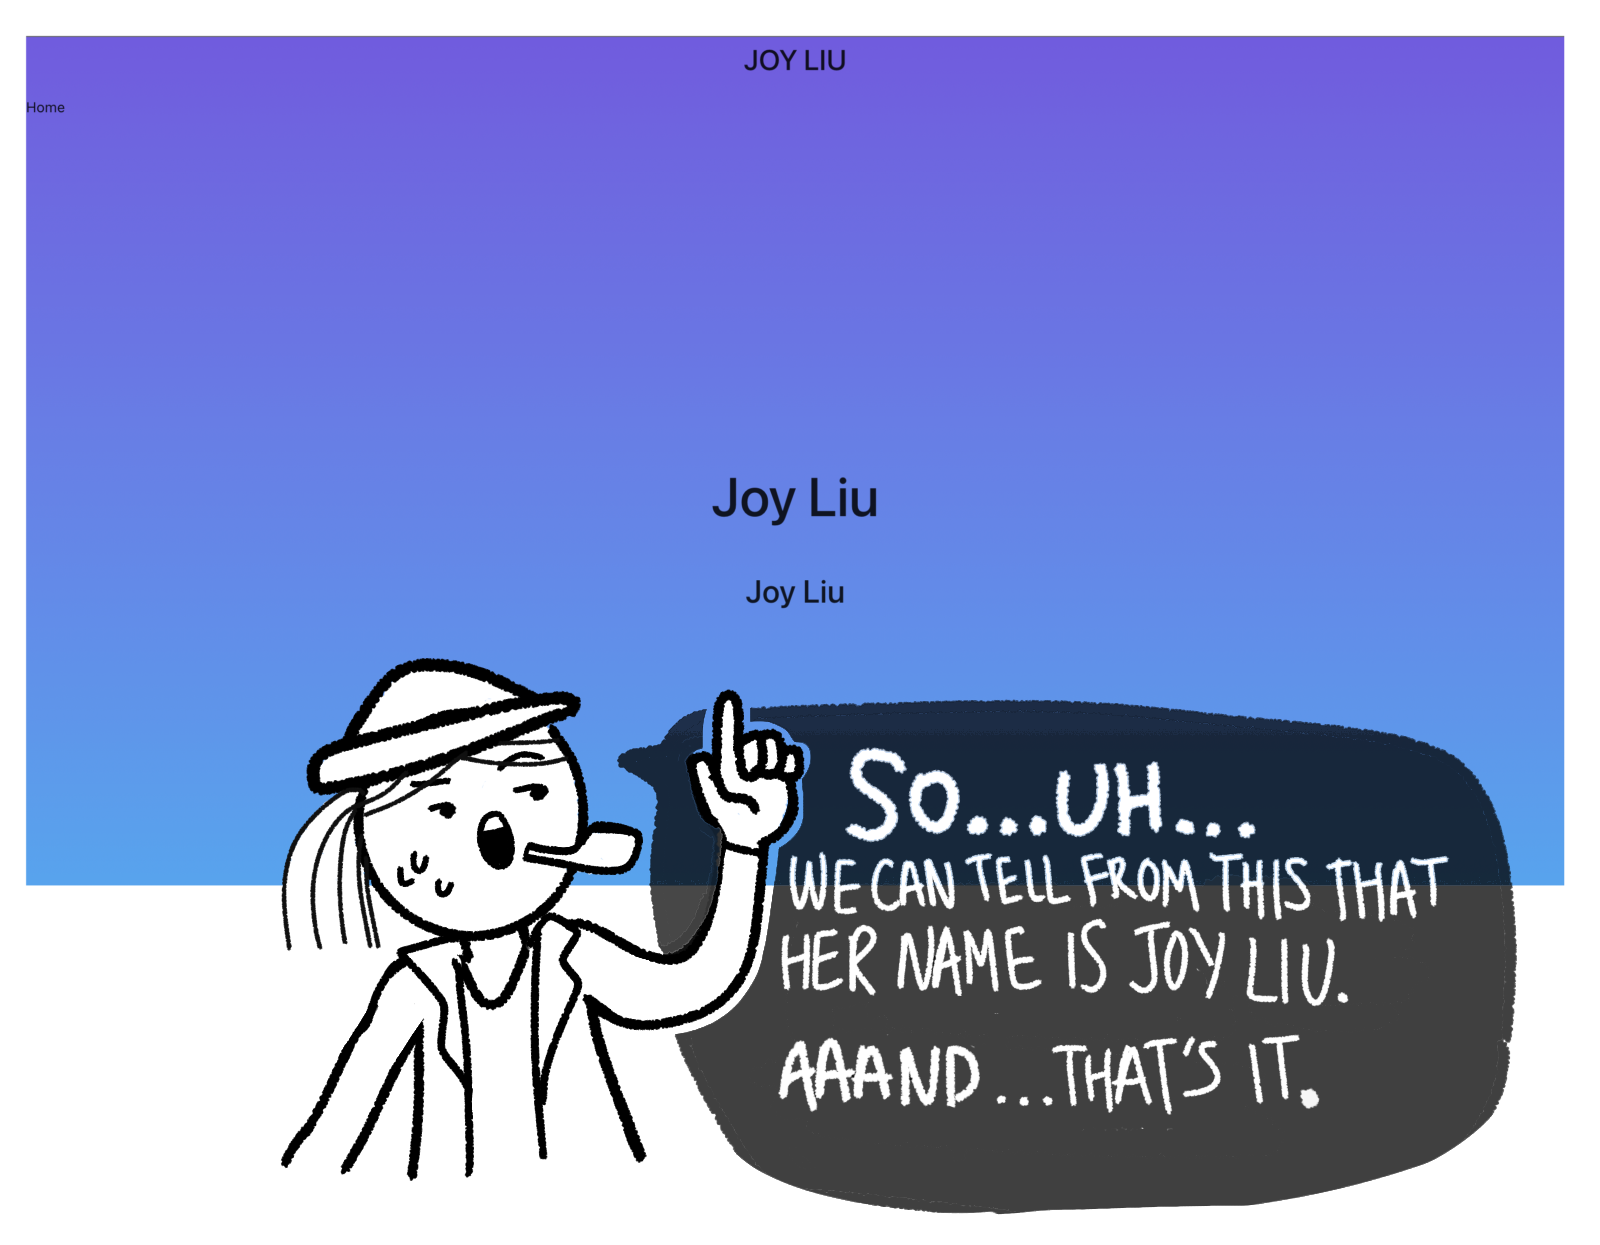 JOY LIU
Home
Joy Liu
Joy Liu
SO...UH...
WE CAN TELL FROM THIS THAT
HER NAME IS JOY LIU.
AAAND...THAT'S IT.